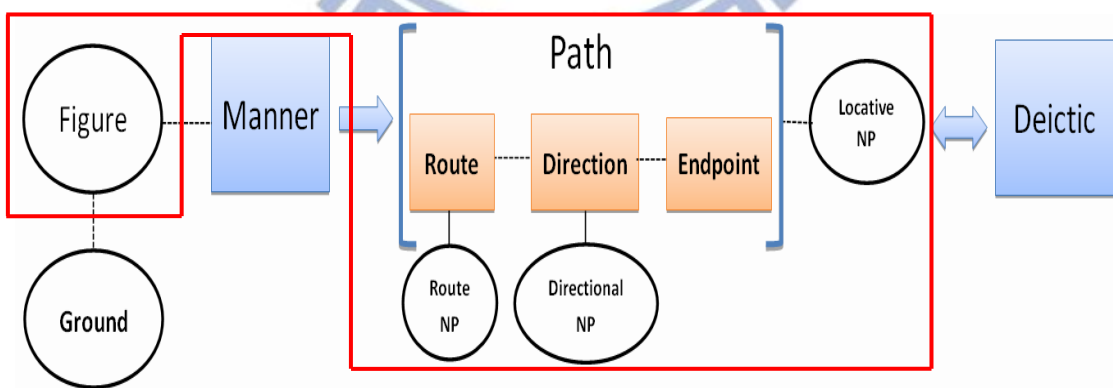 Path
Figure
Manner
Route
Direction
Endpoint
Locative
NP
Deictic
Ground
Route
NP
Directional
NP